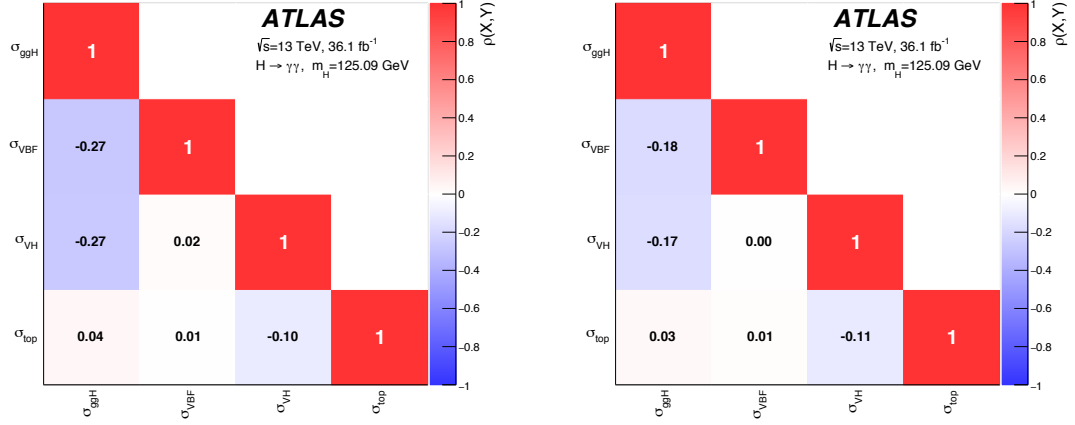 ATLAS
√s=13 TeV, 36.1 fb⁻¹
H → γγ, m_H=125.09 GeV
σ_ggH
σ_VBF
σ_VH
σ_top
1
-0.27 1
-0.27 0.02 1
0.04 0.01 -0.10 1
σ_ggH σ_VBF σ_VH σ_top
1
0.8
0.6
0.4
0.2
0
−0.2
−0.4
−0.6
−0.8
−1
ρ(X,Y)
ATLAS
√s=13 TeV, 36.1 fb⁻¹
H → γγ, m_H=125.09 GeV
σ_ggH
σ_VBF
σ_VH
σ_top
1
-0.18 1
-0.17 0.00 1
0.03 0.01 -0.11 1
σ_ggH σ_VBF σ_VH σ_top
1
0.8
0.6
0.4
0.2
0
−0.2
−0.4
−0.6
−0.8
−1
ρ(X,Y)